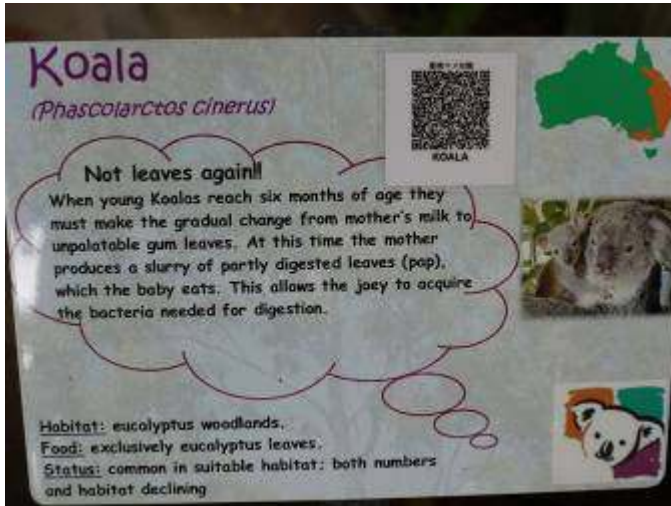 Koala
(Phascolarctos cinerus)
KOALA
Not leaves again!!
When young Koalas reach six months of age they
must make the gradual change from mother's milk to
unpalatable gum leaves. At this time the mother
produces a slurry of partly digested leaves (pap),
which the baby eats. This allows the joey to acquire
the bacteria needed for digestion.
Habitat: eucalyptus woodlands.
Food: exclusively eucalyptus leaves.
Status: common in suitable habitat; both numbers
and habitat declining